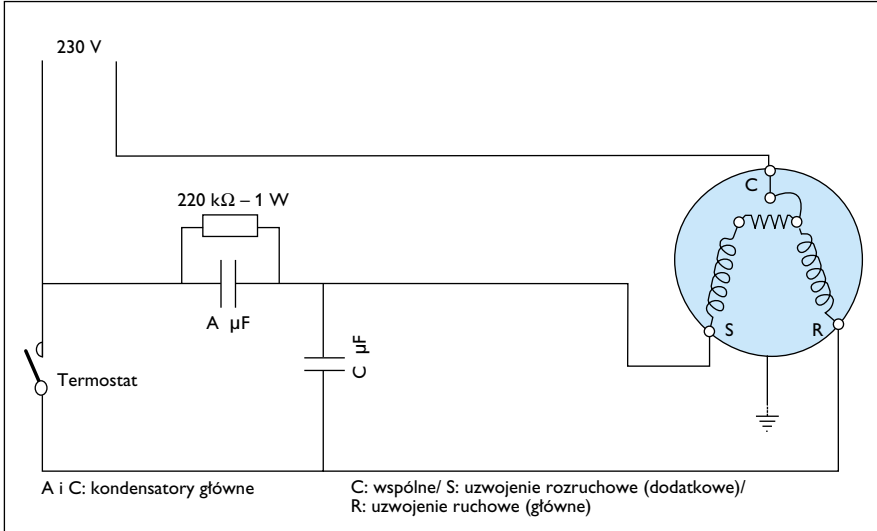 230 V
220 kΩ – 1 W
A µF
C µF
Termostat
C
S
R
A i C: kondensatory główne
C: wspólne/ S: uzwojenie rozruchowe (dodatkowe)/
R: uzwojenie ruchowe (główne)